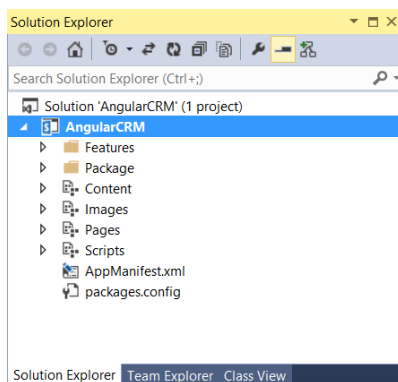 Solution Explorer
Search Solution Explorer (Ctrl+;)
Solution 'AngularCRM' (1 project)
AngularCRM
Features
Package
Content
Images
Pages
Scripts
AppManifest.xml
packages.config
Solution Explorer Team Explorer Class View